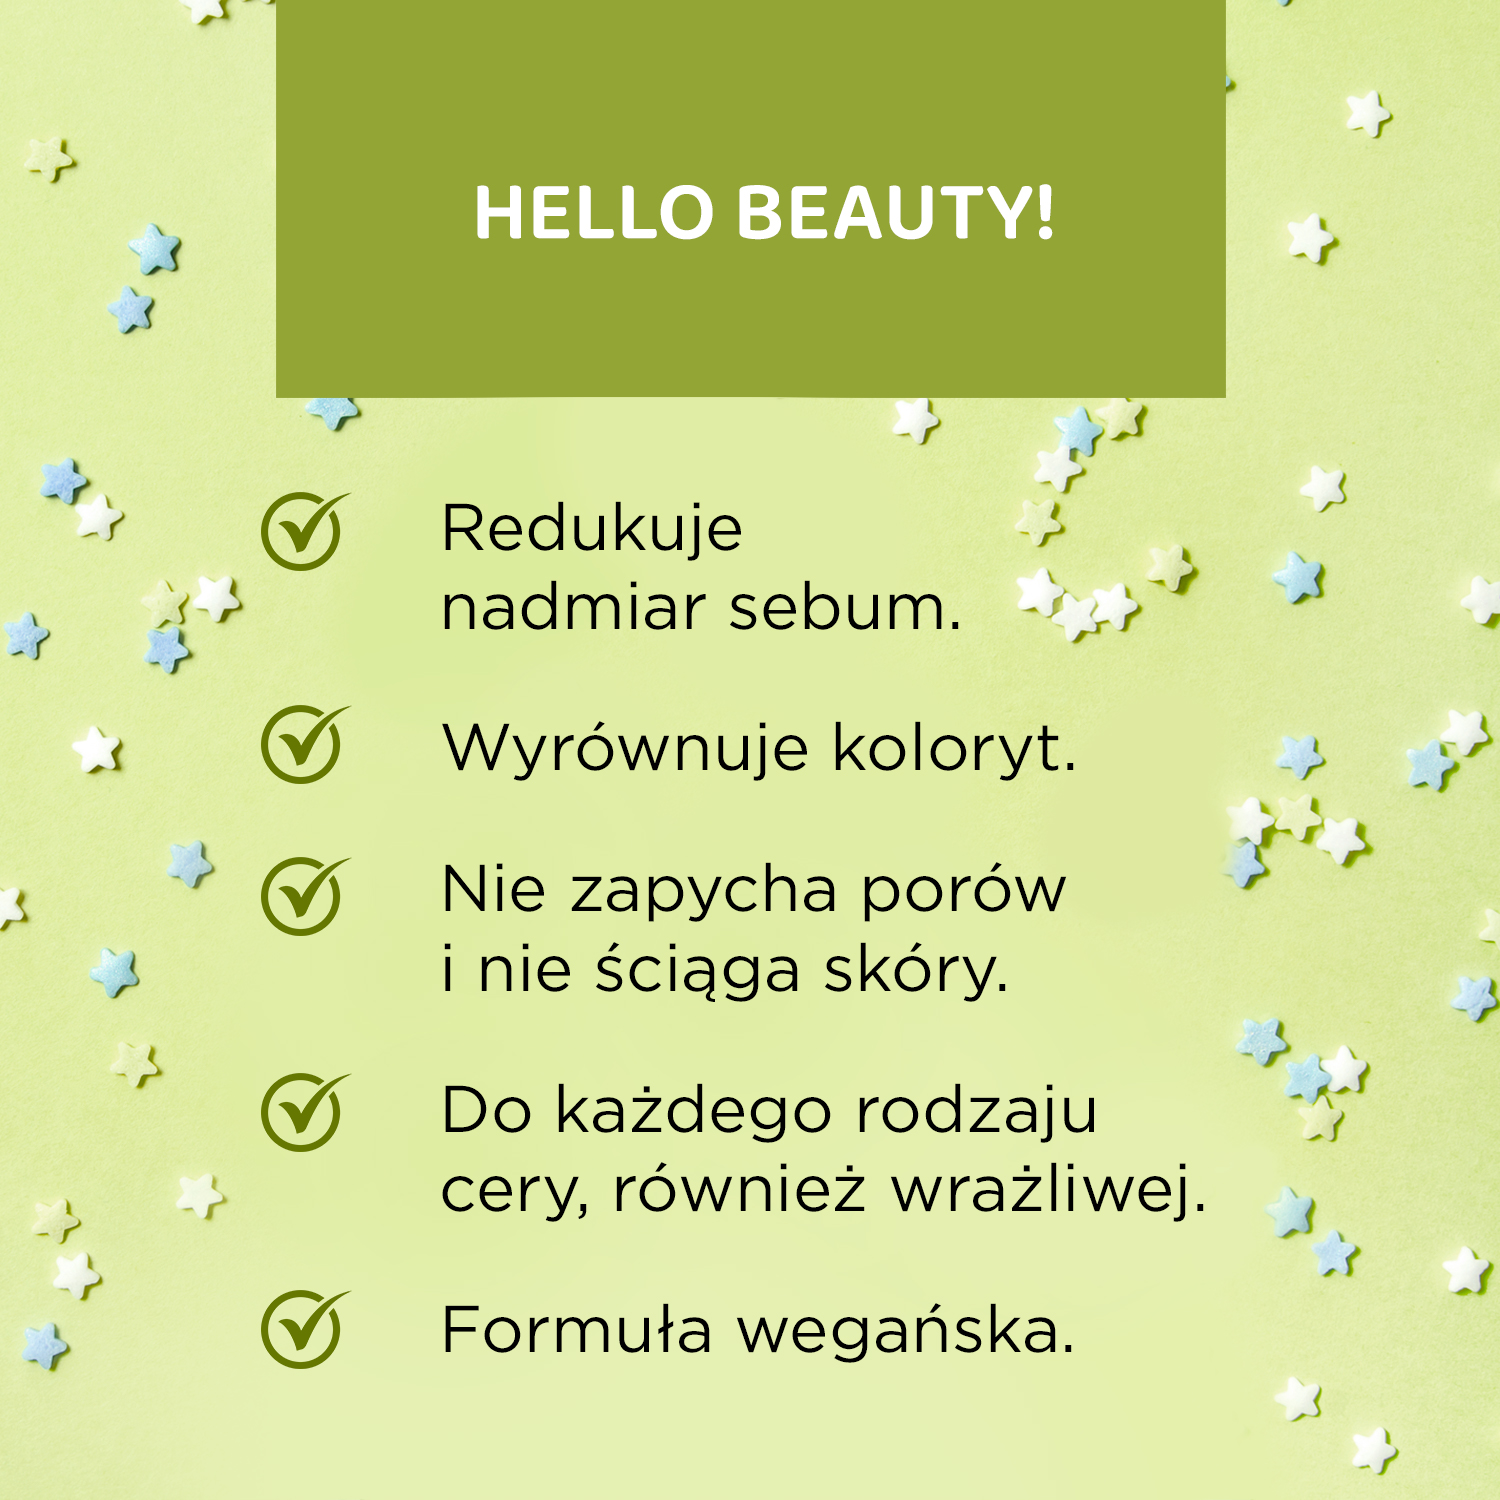 HELLO BEAUTY!
Redukuje
nadmiar sebum.
Wyrównuje koloryt.
Nie zapycha porów
i nie ściąga skóry.
Do każdego rodzaju
cery, również wrażliwej.
Formuła wegańska.